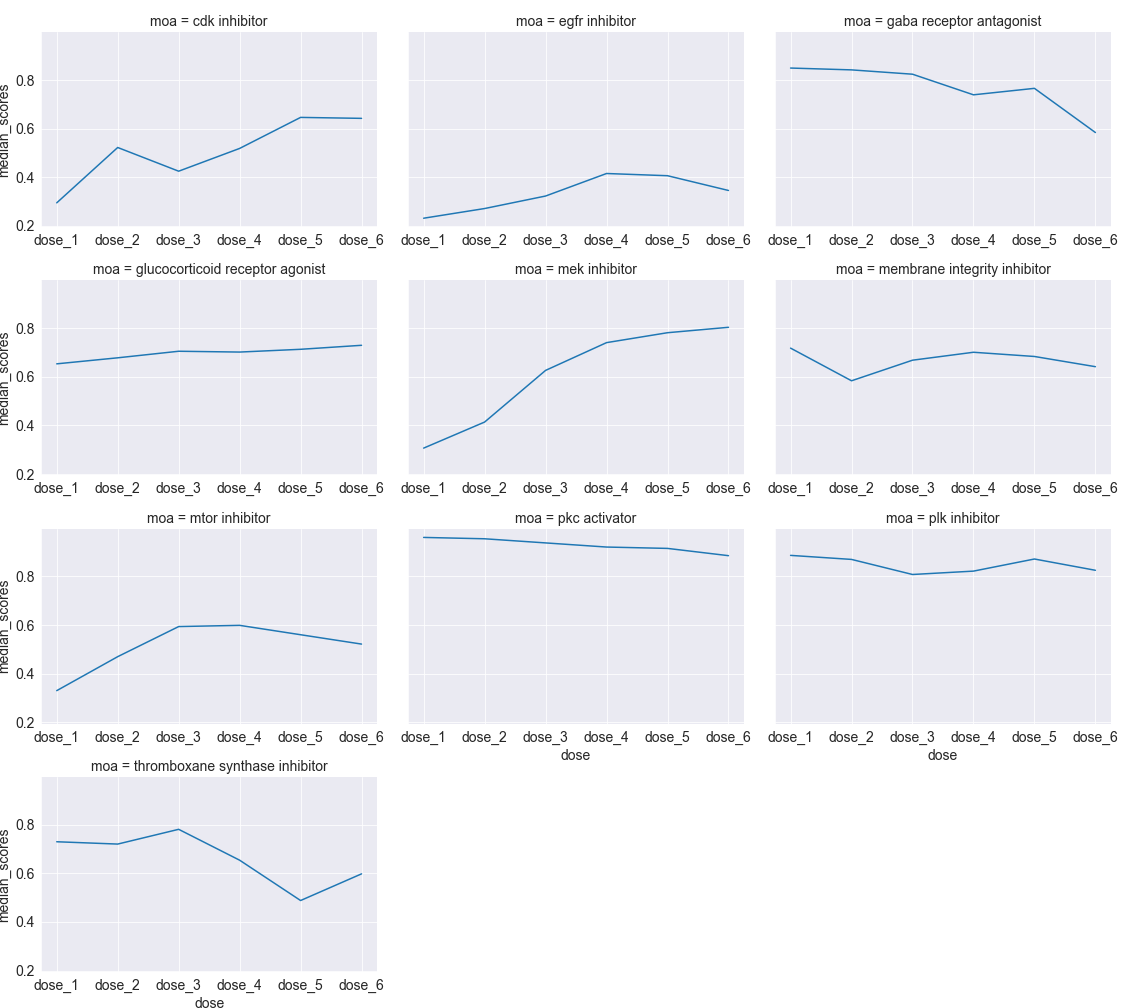 moa = cdk inhibitor
moa = egfr inhibitor
moa = gaba receptor antagonist
median_scores
0.8
0.6
0.4
0.2
dose_1 dose_2 dose_3 dose_4 dose_5 dose_6
dose_1 dose_2 dose_3 dose_4 dose_5 dose_6
dose_1 dose_2 dose_3 dose_4 dose_5 dose_6
moa = glucocorticoid receptor agonist
moa = mek inhibitor
moa = membrane integrity inhibitor
median_scores
0.8
0.6
0.4
0.2
dose_1 dose_2 dose_3 dose_4 dose_5 dose_6
dose_1 dose_2 dose_3 dose_4 dose_5 dose_6
dose_1 dose_2 dose_3 dose_4 dose_5 dose_6
moa = mtor inhibitor
moa = pkc activator
moa = plk inhibitor
median_scores
0.8
0.6
0.4
0.2
dose_1 dose_2 dose_3 dose_4 dose_5 dose_6
dose_1 dose_2 dose_3 dose_4 dose_5 dose_6
dose_1 dose_2 dose_3 dose_4 dose_5 dose_6
dose
dose
moa = thromboxane synthase inhibitor
median_scores
0.8
0.6
0.4
0.2
dose_1 dose_2 dose_3 dose_4 dose_5 dose_6
dose